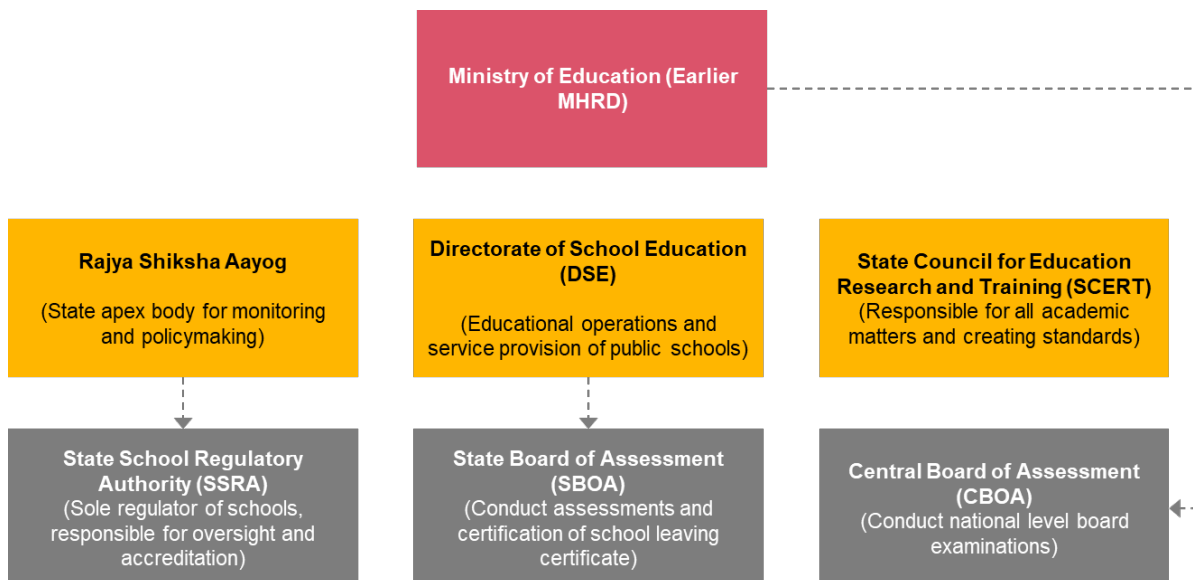 Ministry of Education (Earlier
MHRD)
Rajya Shiksha Aayog
(State apex body for monitoring
and policymaking)
Directorate of School Education
(DSE)
(Educational operations and
service provision of public schools)
State Council for Education
Research and Training (SCERT)
(Responsible for all academic
matters and creating standards)
State School Regulatory
Authority (SSRA)
(Sole regulator of schools,
responsible for oversight and
accreditation)
State Board of Assessment
(SBOA)
(Conduct assessments and
certification of school leaving
certificate)
Central Board of Assessment
(CBOA)
(Conduct national level board
examinations)